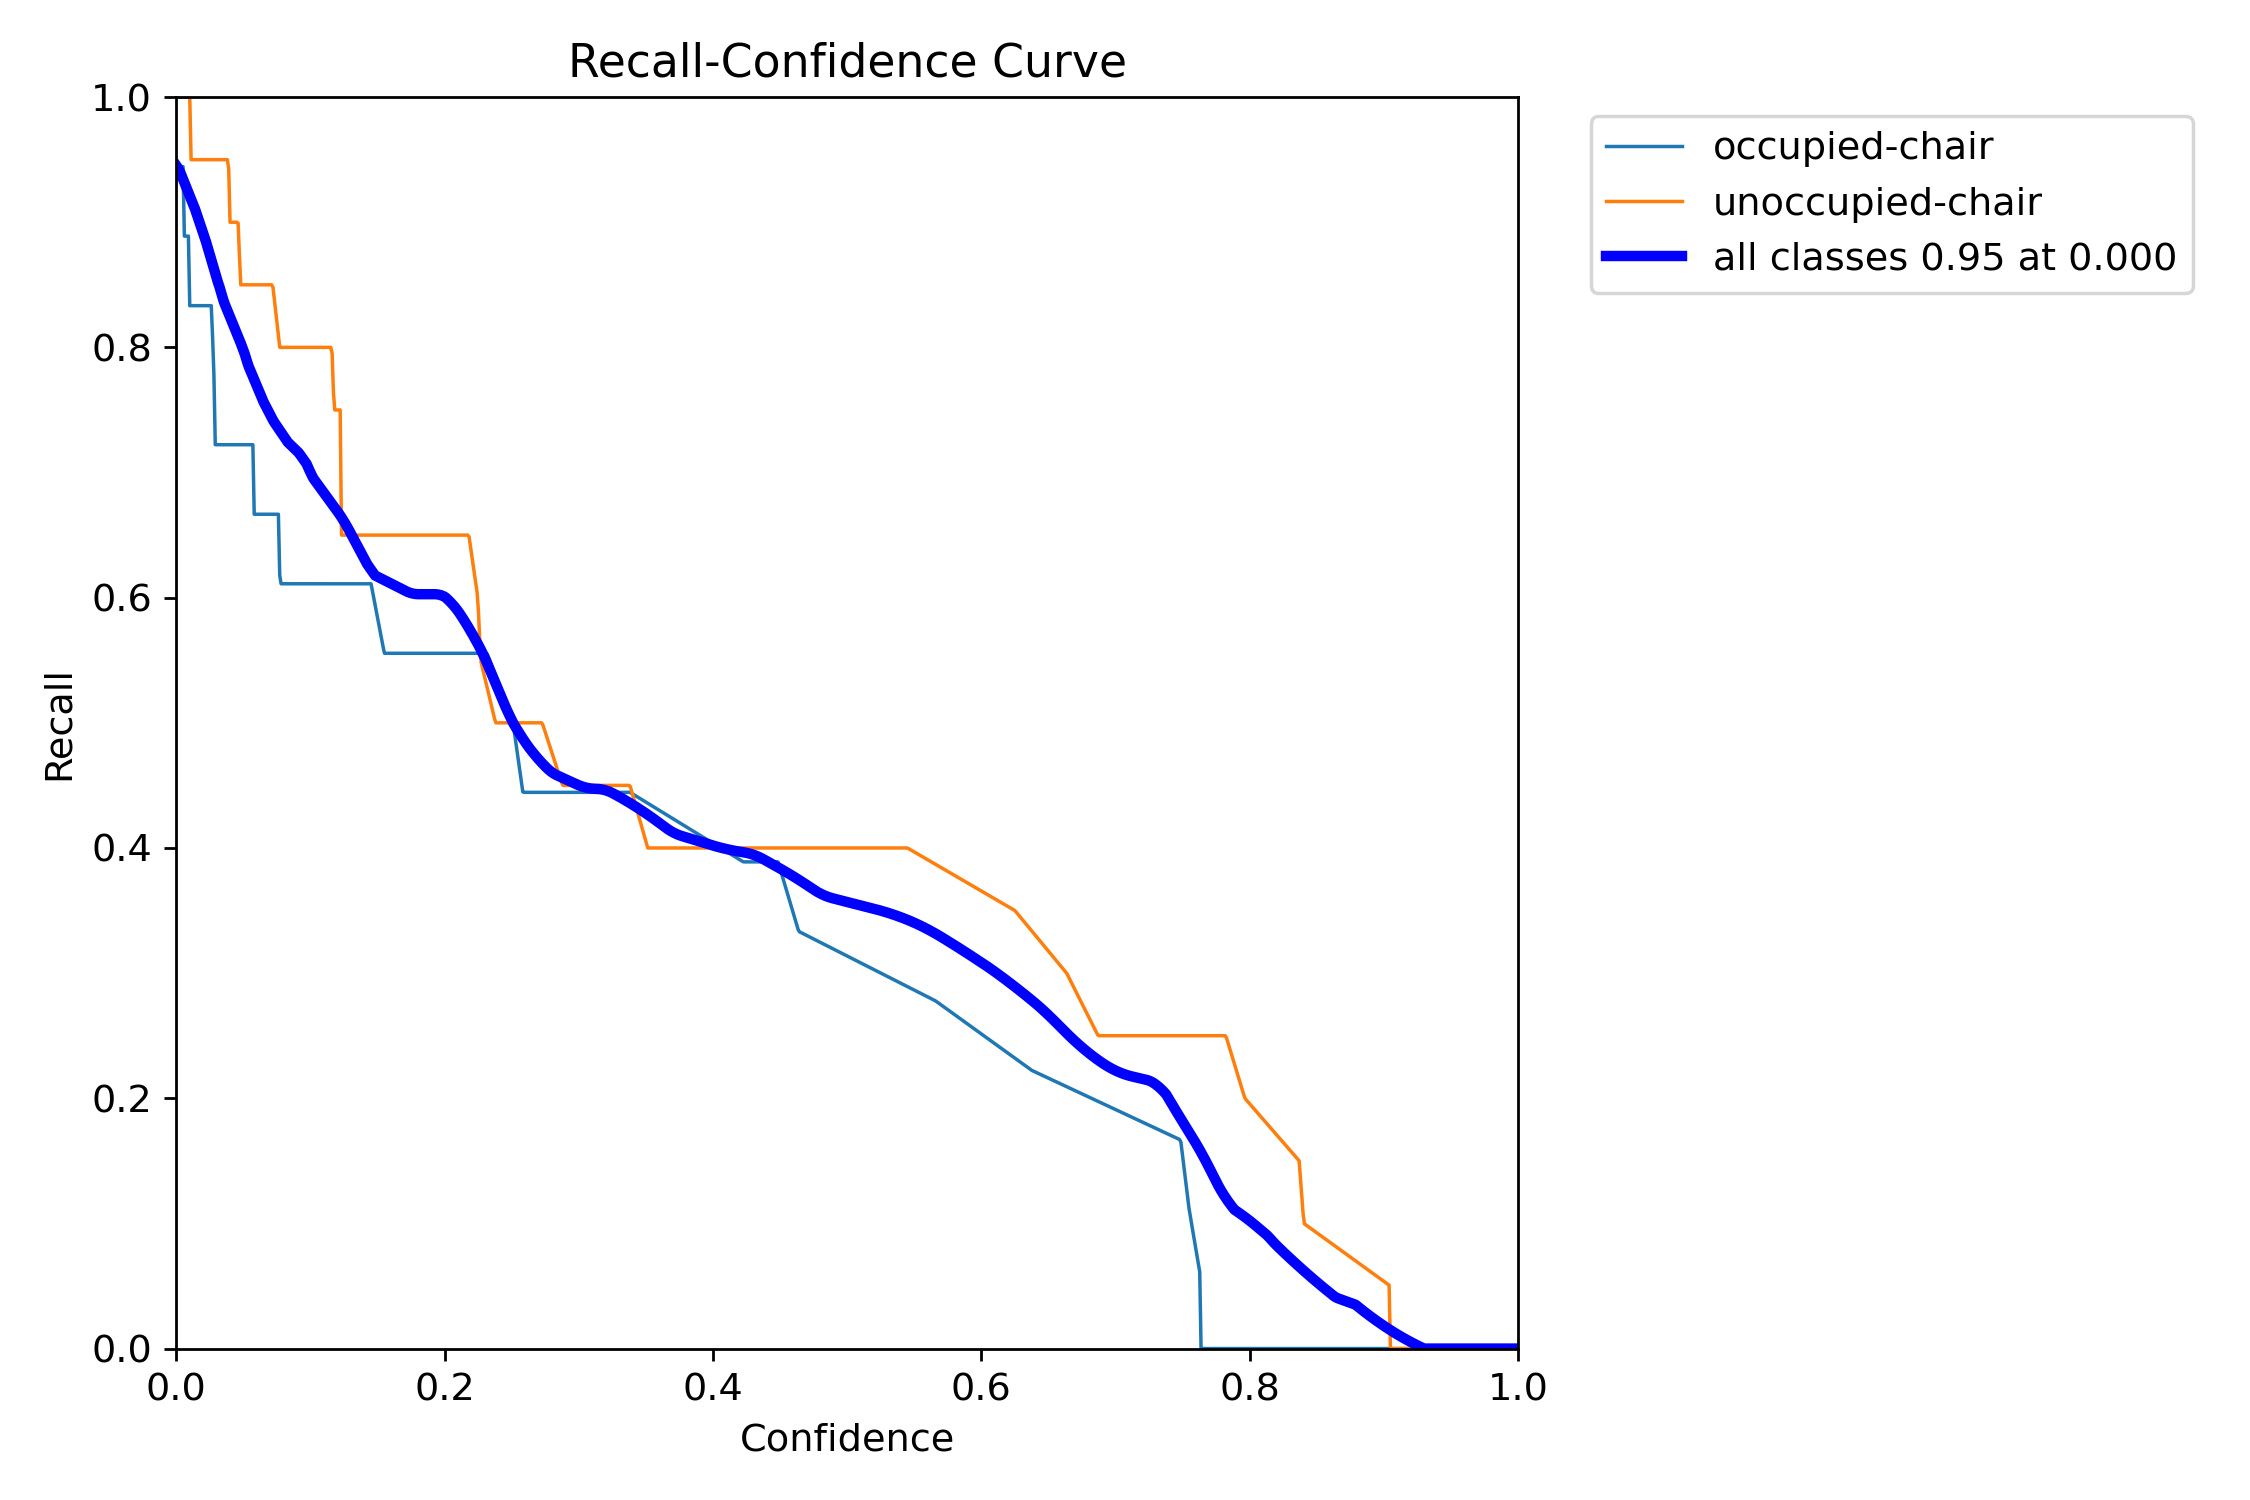 Recall-Confidence Curve
1.0
0.8
0.6
0.4
0.2
0.0
Recall
0.0 0.2 0.4 0.6 0.8 1.0
Confidence
occupied-chair
unoccupied-chair
all classes 0.95 at 0.000